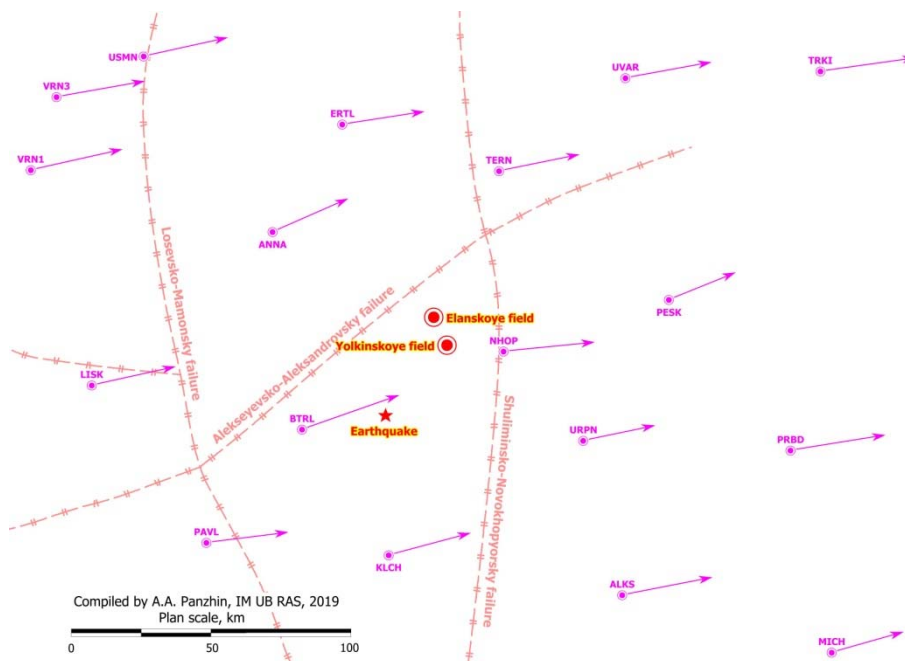 USMN
VRN3
UVAR
TRKI
ERTL
VRN1
TERN
ANNA
Losevsko-Mamonsky failure
Alekseyevsko-Aleksandrovsky failure
PESK
Elanskoye field
Yolkinskoye field
NHOP
LISK
BTRL
Earthquake
Shuliminsko-Novokhpyorsky failure
URPN
PRBD
PAVL
KLCH
ALKS
MICH
Compiled by A.A. Panzhin, IM UB RAS, 2019
Plan scale, km
0 50 100